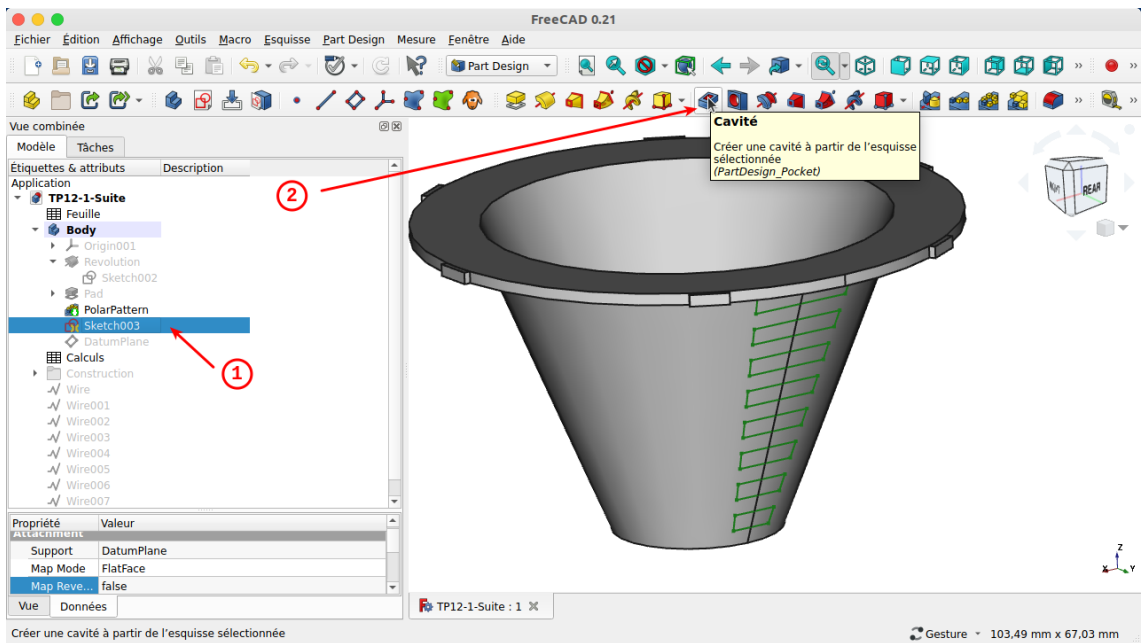 FreeCAD 0.21
Fichier Édition Affichage Outils Macro Esquisse Part Design Mesure Fenêtre Aide
Part Design
Vue combinée
Modèle Tâches
Étiquettes & attributs Description
Application
TP12-1-Suite
Feuille
Body
Origin001
Revolution
Sketch002
Pad
PolarPattern
Sketch003
DatumPlane
Calculs
Construction
Wire
Wire001
Wire002
Wire003
Wire004
Wire005
Wire006
Wire007
1
2
Cavité
Créer une cavité à partir de l'esquisse
sélectionnée
(PartDesign_Pocket)
REAR
Propriété Valeur
Attachment
Support DatumPlane
Map Mode FlatFace
Map Reve... false
Vue Données
TP12-1-Suite : 1
Z
X
Y
Créer une cavité à partir de l'esquisse sélectionnée
Gesture 103,49 mm x 67,03 mm